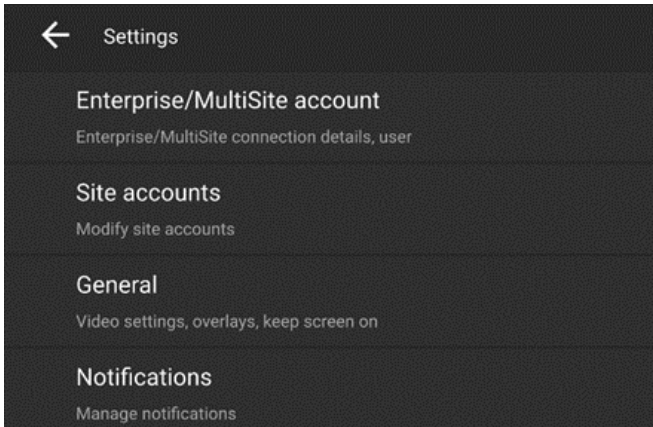 Settings
Enterprise/MultiSite account
Enterprise/MultiSite connection details, user
Site accounts
Modify site accounts
General
Video settings, overlays, keep screen on
Notifications
Manage notifications